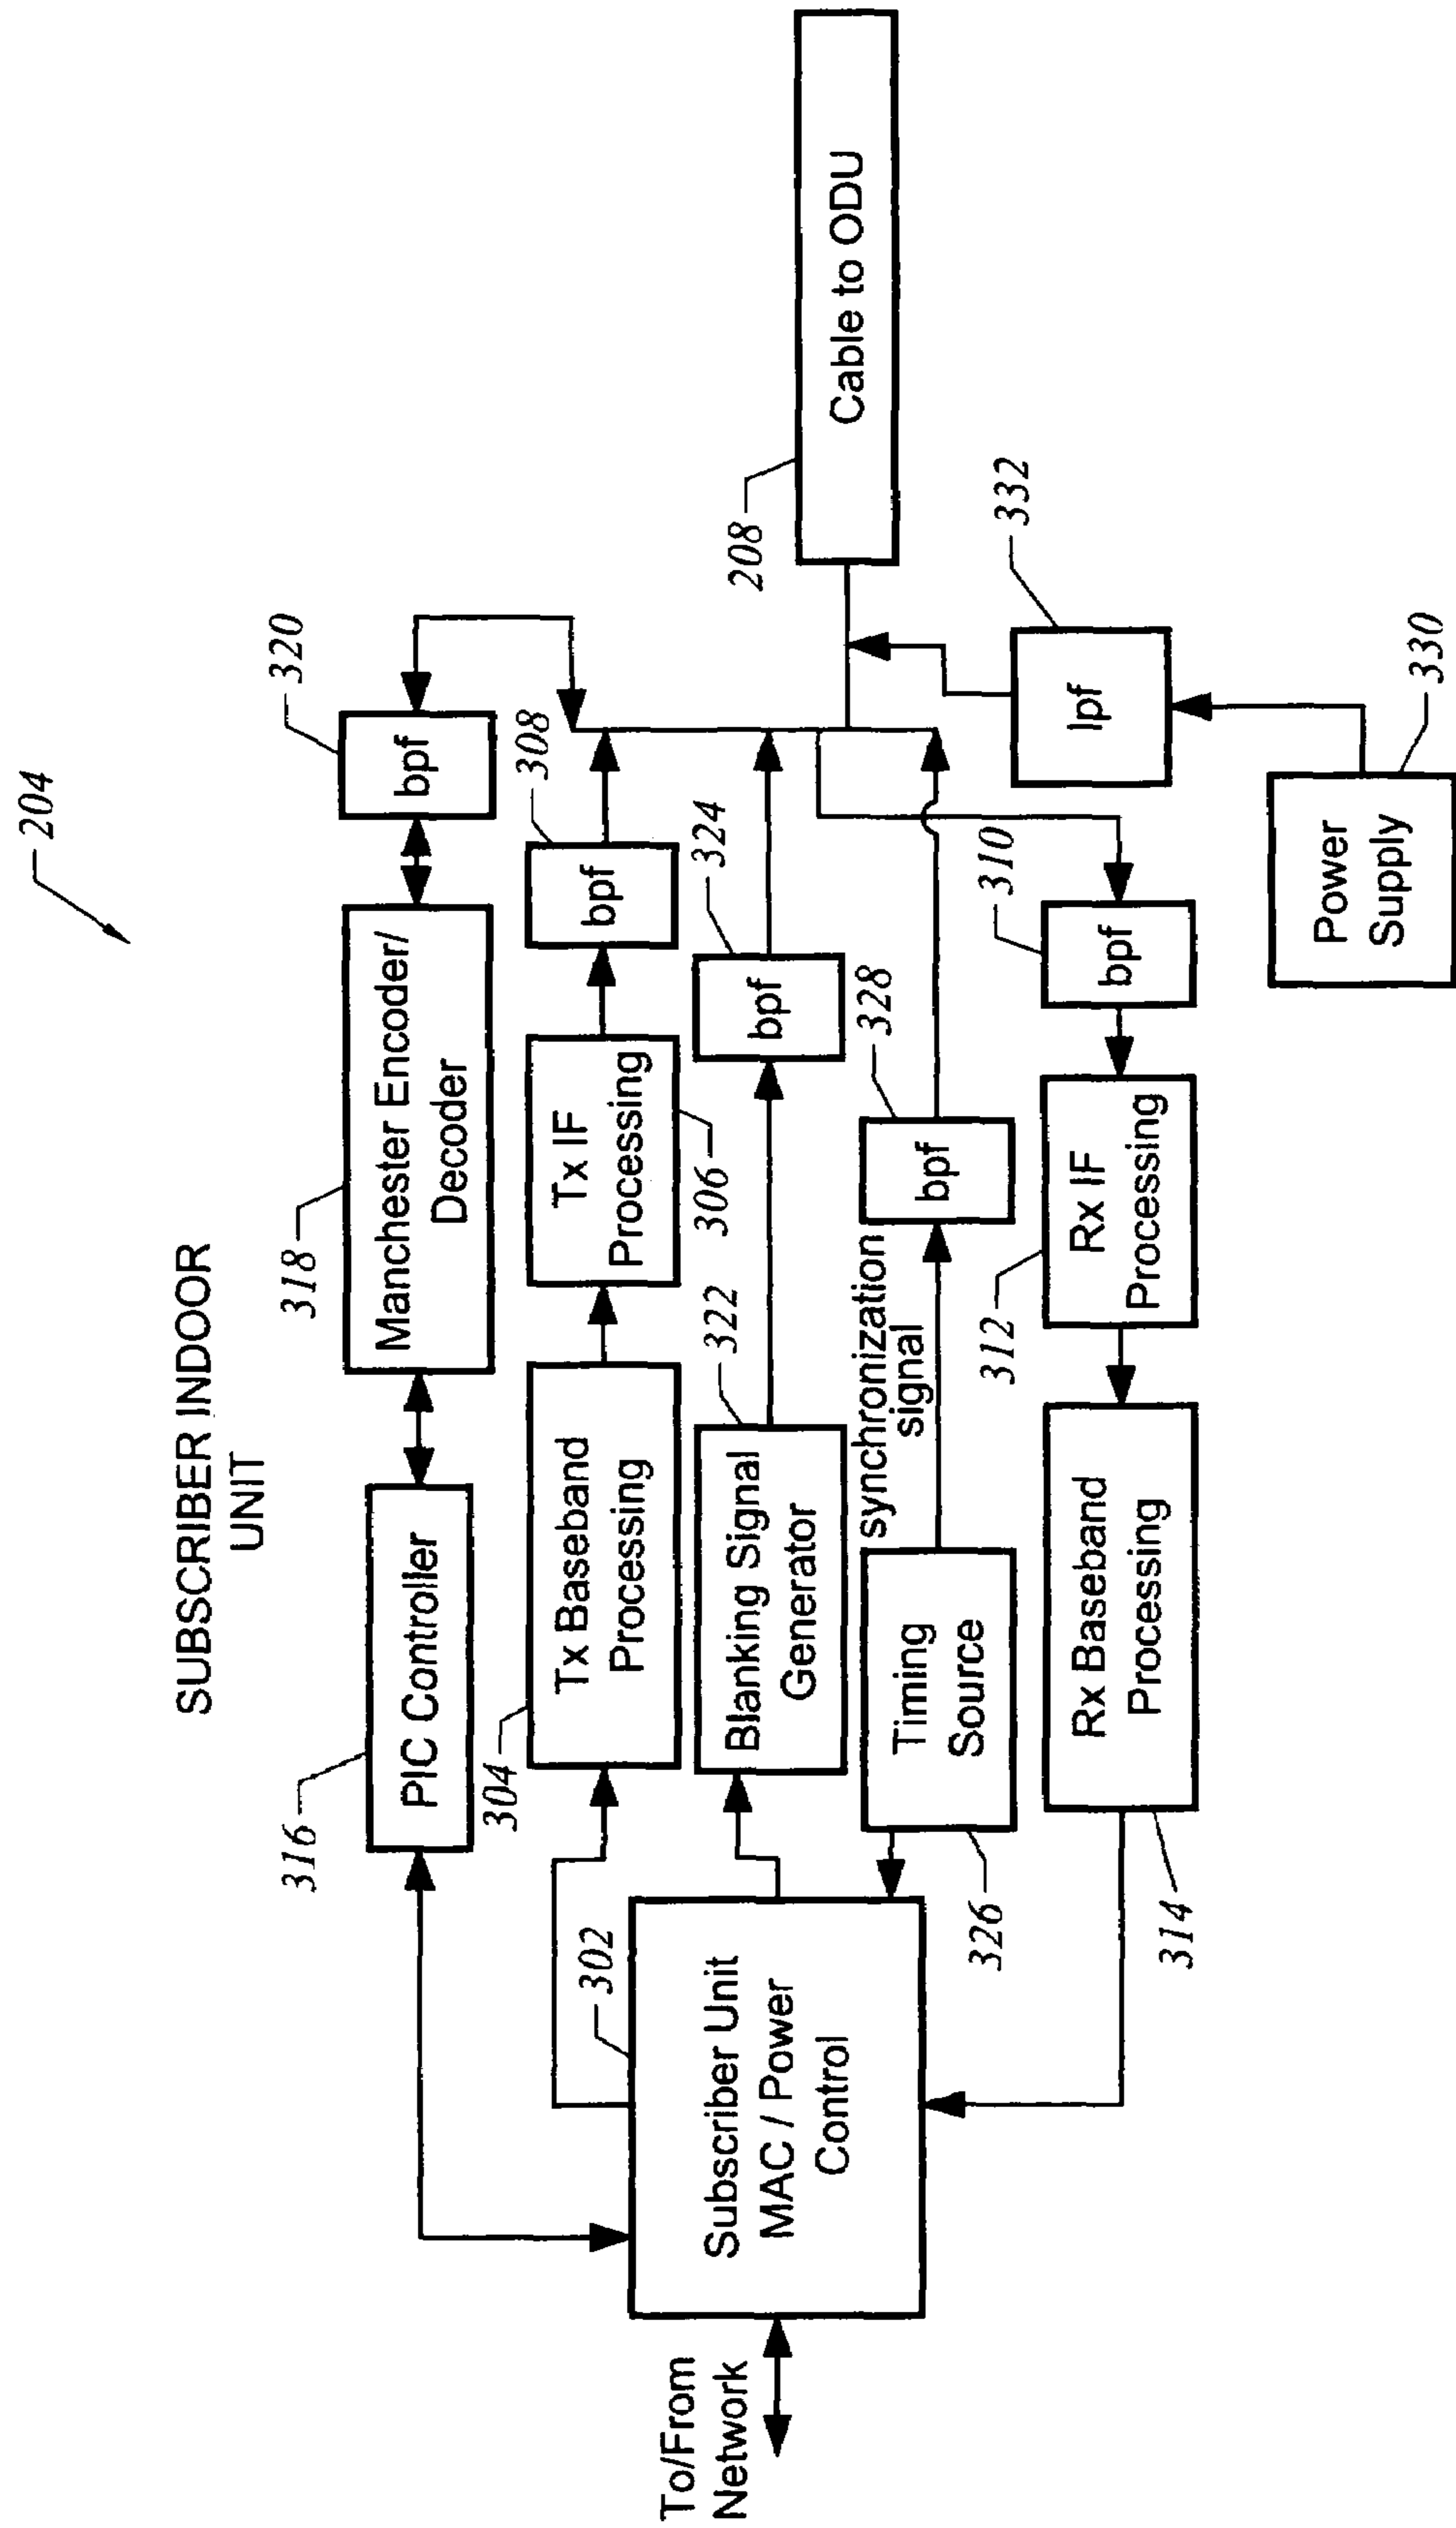 204
SUBSCRIBER INDOOR
UNIT
316
PIC Controller
318
Manchester Encoder/
Decoder
320
bpf
304
Tx Baseband
Processing
Tx IF
Processing
306
308
bpf
302
Subscriber Unit
MAC / Power
Control
To/From
Network
322
Blanking Signal
Generator
324
bpf
208
Cable to ODU
Timing
Source
326
synchronization
signal
328
bpf
314
Rx Baseband
Processing
312
Rx IF
Processing
310
bpf
332
lpf
330
Power
Supply